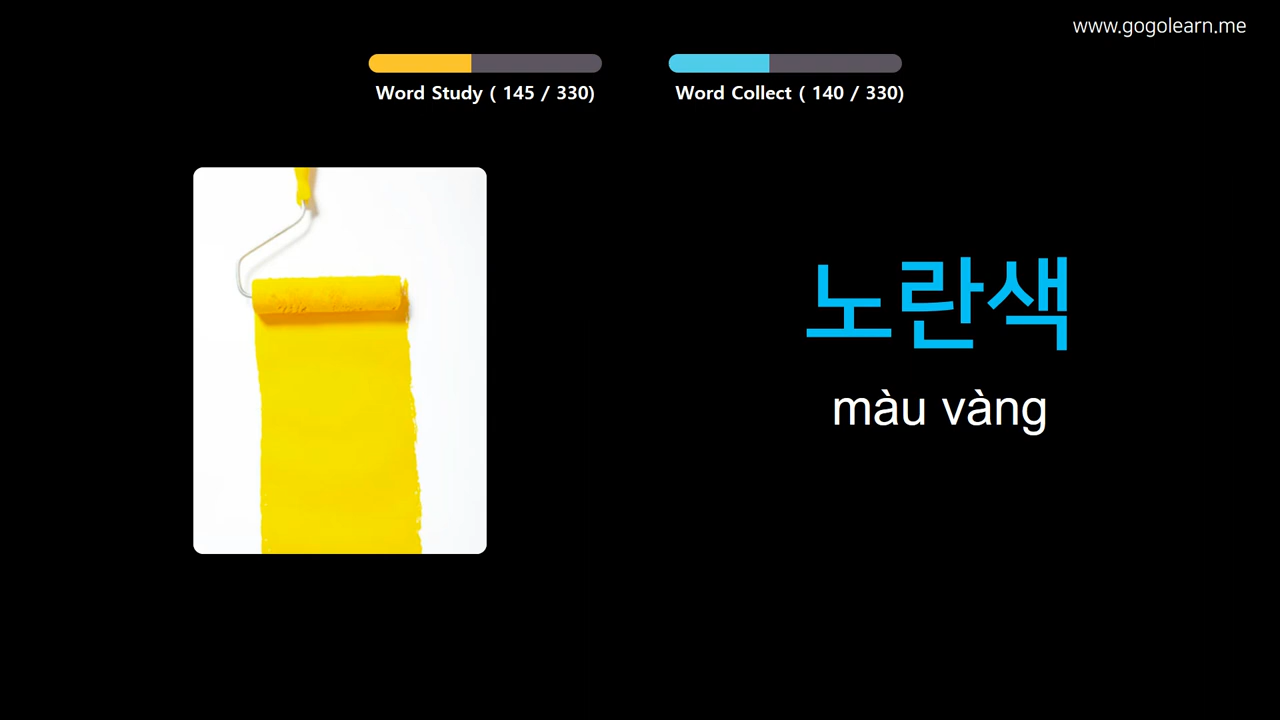 www.gogolearn.me
Word Study ( 145 / 330)
Word Collect ( 140 / 330)
노란색
màu vàng